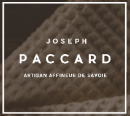 JOSEPH
PACCARD
ARTISAN AFFINEUR DE SAVOIE